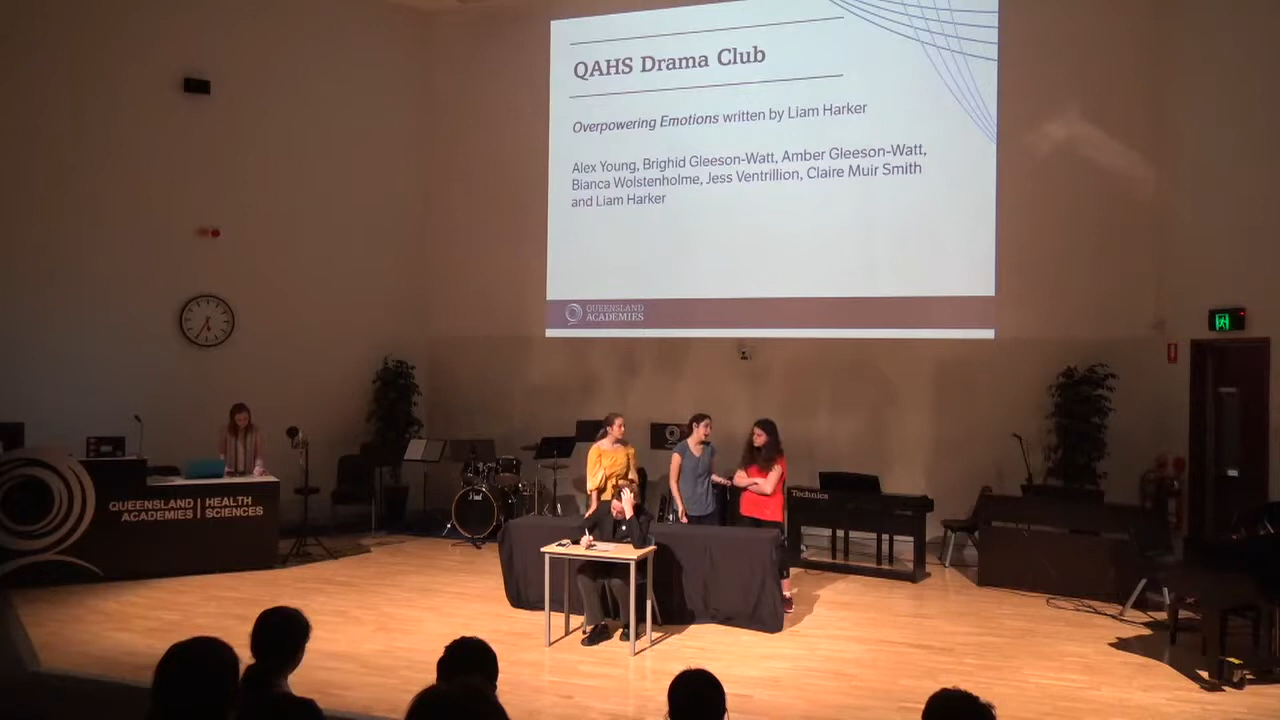 QAHS Drama Club
Overpowering Emotions written by Liam Harker
Alex Young, Brighid Gleeson-Watt, Amber Gleeson-Watt,
Bianca Wolstenholme, Jess Ventrillion, Claire Muir Smith
and Liam Harker
QUEENSLAND
ACADEMIES
QUEENSLAND
ACADEMIES
HEALTH
SCIENCES
Pearl
Technics